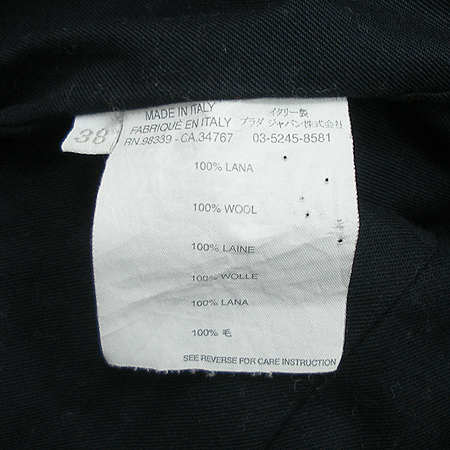 38
MADE IN ITALY
FABRIQUÉ EN ITALY
RN.98339 - CA.34767
イタリー製
プラダ ジャパン株式会社
03-5245-8581
100% LANA
100% WOOL
100% LAINE
100% WOLLE
100% LANA
100% 毛
SEE REVERSE FOR CARE INSTRUCTION